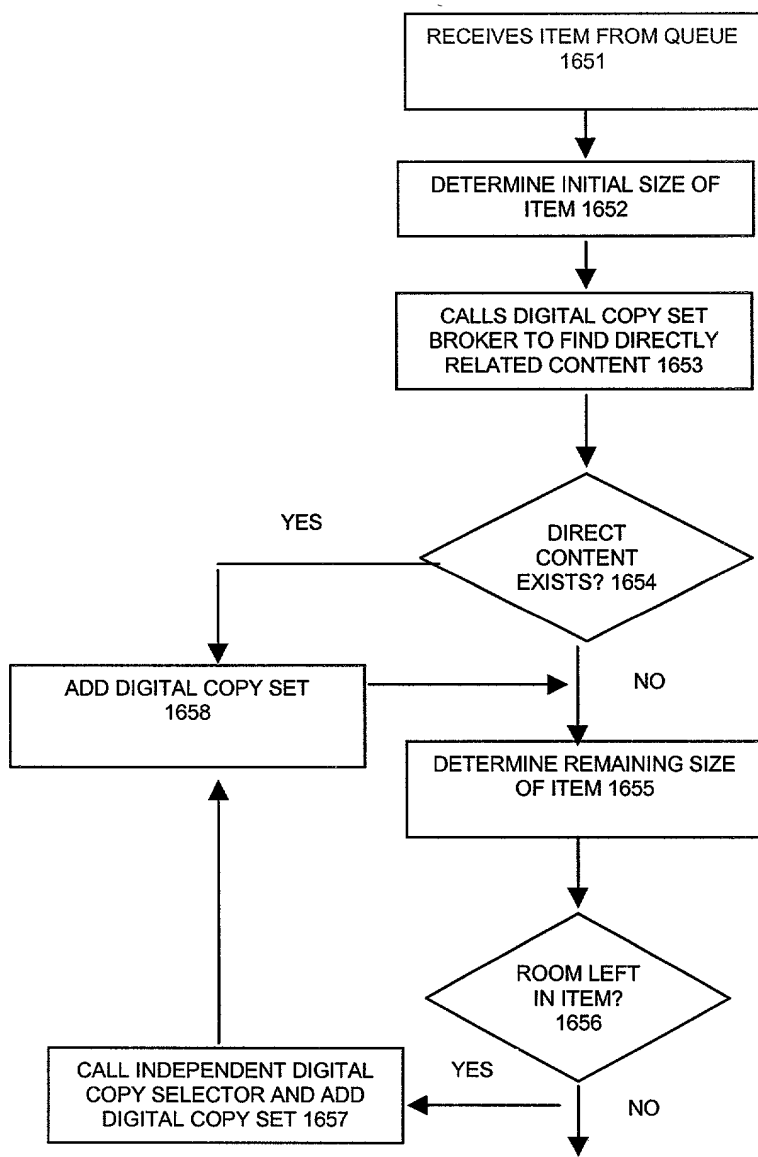 RECEIVES ITEM FROM QUEUE
1651
DETERMINE INITIAL SIZE OF
ITEM 1652
CALLS DIGITAL COPY SET
BROKER TO FIND DIRECTLY
RELATED CONTENT 1653
YES
DIRECT
CONTENT
EXISTS? 1654
ADD DIGITAL COPY SET
1658
NO
DETERMINE REMAINING SIZE
OF ITEM 1655
ROOM LEFT
IN ITEM?
1656
CALL INDEPENDENT DIGITAL
COPY SELECTOR AND ADD
DIGITAL COPY SET 1657
YES
NO